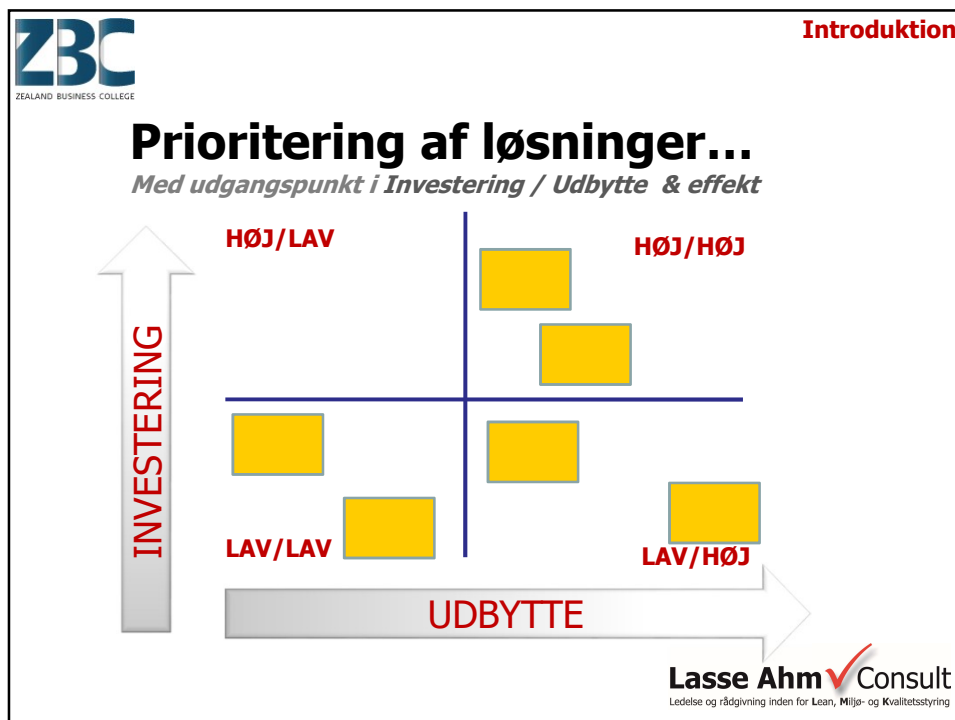 Introduktion
ZBC
ZEALAND BUSINESS COLLEGE
Prioritering af løsninger...
Med udgangspunkt i Investering / Udbytte & effekt
HØJ/LAV
HØJ/HØJ
INVESTERING
LAV/LAV
LAV/HØJ
UDBYTTE
Lasse Ahm Consult
Ledelse og rådgivning inden for Lean, Miljø- og Kvalitetsstyring